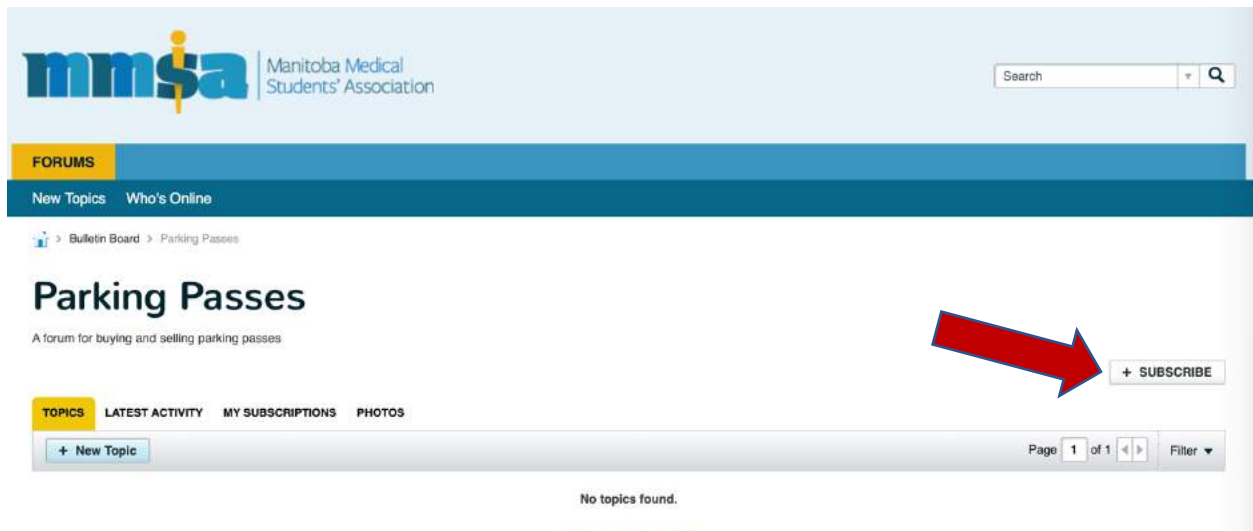 mmsa
Manitoba Medical
Students' Association
Search
FORUMS
New Topics Who's Online
> Bulletin Board > Parking Passes
Parking Passes
A forum for buying and selling parking passes
+ SUBSCRIBE
TOPICS LATEST ACTIVITY MY SUBSCRIPTIONS PHOTOS
+ New Topic Page 1 of 1 Filter
No topics found.